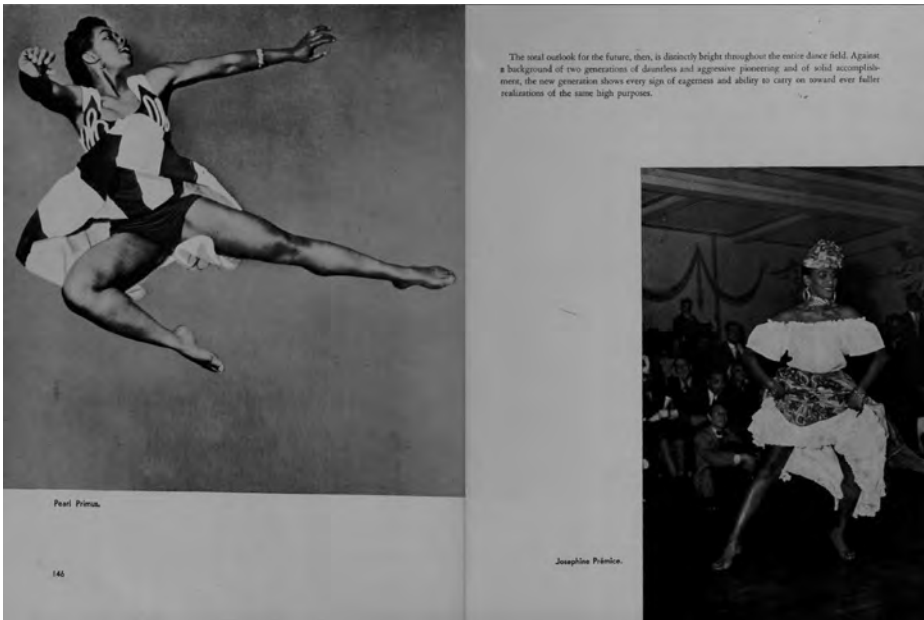 Pearl Primus.
146
The total outlook for the future, then, is distinctly bright throughout the entire dance field. Against
a background of two generations of dauntless and aggressive pioneering and of solid accomplish-
ment, the new generation shows every sign of eagerness and ability to carry on toward ever fuller
realizations of the same high purposes.
Josephine Prémice.